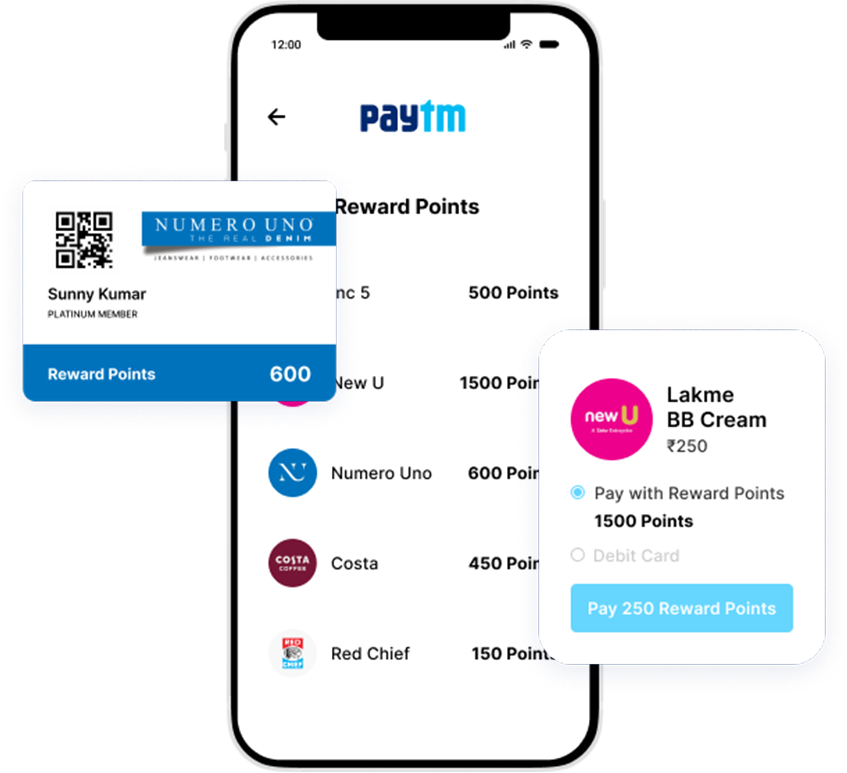 12:00
paytm
Reward Points
NUMERO UNO
THE REAL DENIM
JEANSWEAR | FOOTWEAR | ACCESSORIES
Sunny Kumar
PLATINUM MEMBER
Reward Points 600
nc 5 500 Points
New U 1500 Poin
NU
Numero Uno 600 Poin
COSTA
COFFEE
Costa 450 Poin
RED
CHIEF
Red Chief 150 Points
new U
Lakme
BB Cream
₹250
Pay with Reward Points
1500 Points
Debit Card
Pay 250 Reward Points